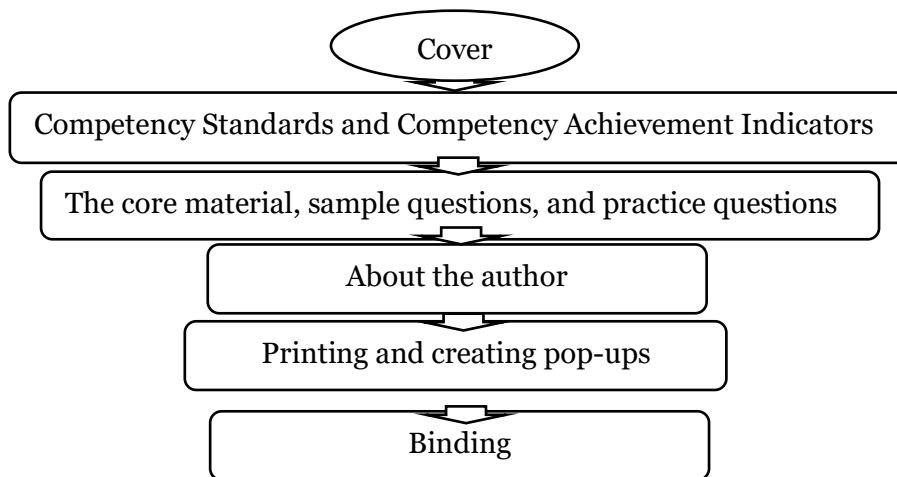 Cover
Competency Standards and Competency Achievement Indicators
The core material, sample questions, and practice questions
About the author
Printing and creating pop-ups
Binding